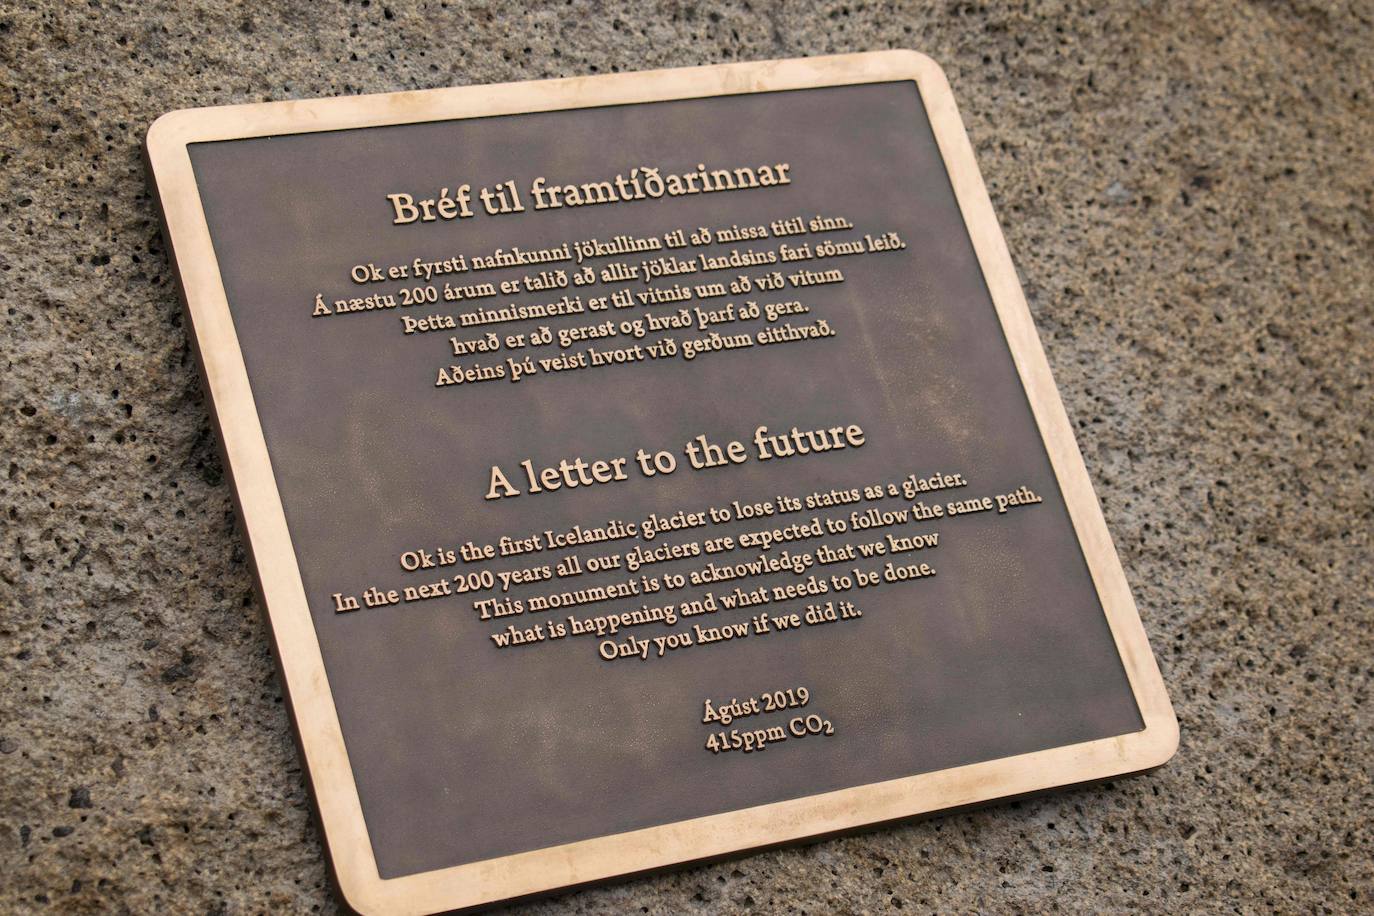 Bréf til framtíðarinnar
Ok er fyrsti nafnkunni jökullinn til að missa titil sinn.
Á næstu 200 árum er talið að allir jöklar landsins fari sömu leið.
Þetta minnismerki er til vitnis um að við vitum
hvað er að gerast og hvað þarf að gera.
Aðeins þú veist hvort við gerðum eitthvað.
A letter to the future
Ok is the first Icelandic glacier to lose its status as a glacier.
In the next 200 years all our glaciers are expected to follow the same path.
This monument is to acknowledge that we know
what is happening and what needs to be done.
Only you know if we did it.
Ágúst 2019
415ppm CO₂